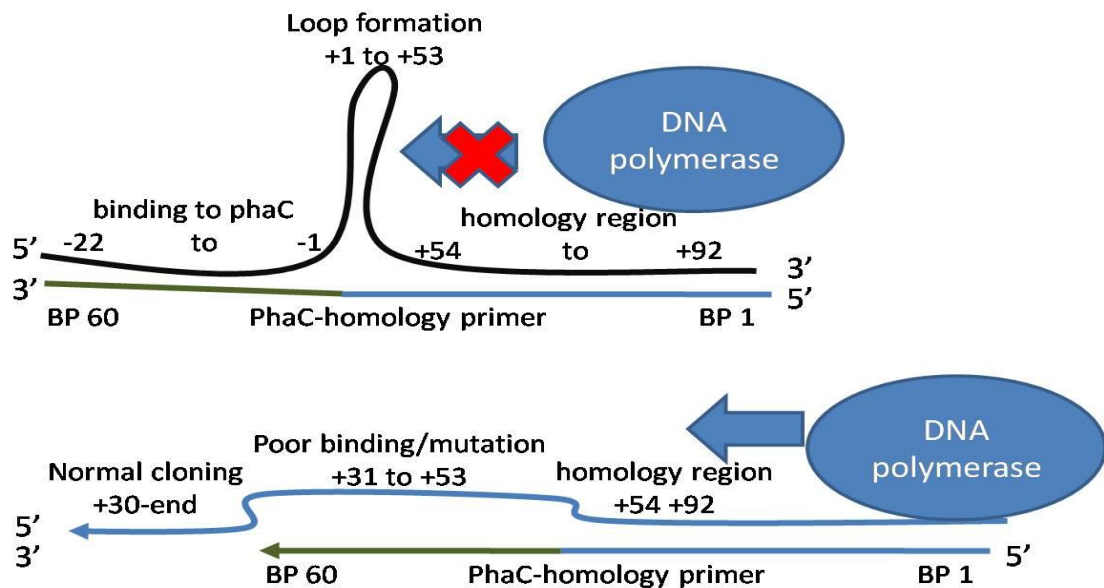 Loop formation
+1 to +53
DNA
polymerase
binding to phaC
homology region
5’ -22 to -1 +54 to +92 3’
3’ 5’
BP 60 PhaC-homology primer BP 1
Poor binding/mutation
+31 to +53
DNA
polymerase
Normal cloning
+30-end
homology region
+54 +92
5’
3’ 5’
BP 60 PhaC-homology primer BP 1